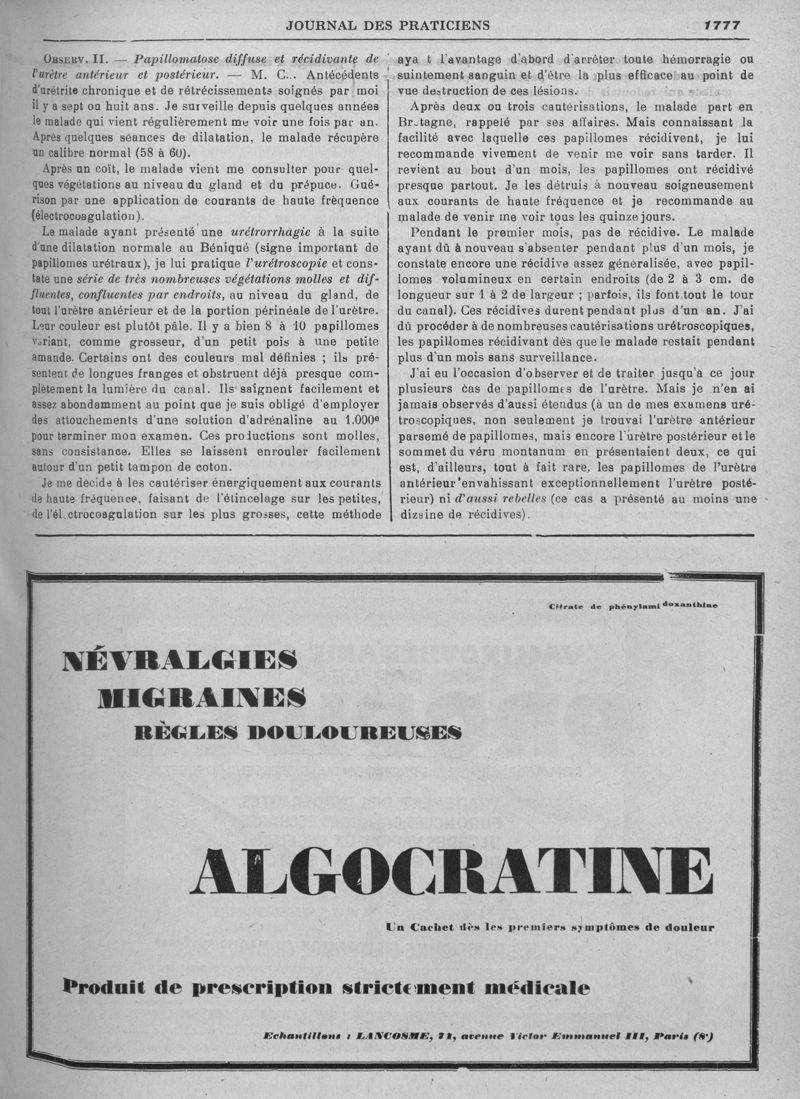 JOURNAL DES PRATICIENS 1777
OBSERV. II. — Papillomatose diffuse et récidivante de
l'urètre antérieur et postérieur. — M. C... Antécédents
d'urétrite chronique et de rétrécissements soignés par moi
il y a sept ou huit ans. Je surveille depuis quelques années
le malade qui vient régulièrement me voir une fois par an.
Après quelques séances de dilatation, le malade récupère
un calibre normal (58 à 60).
Après un coït, le malade vient me consulter pour quel-
ques végétations au niveau du gland et du prépuce. Gué-
rison par une application de courants de haute fréquence
(électrocoagulation).
Le malade ayant présenté une urétrorrhagie à la suite
d'une dilatation normale au Béniqué (signe important de
papillomes urétraux), je lui pratique l'urétroscopie et cons-
tate une série de très nombreuses végétations molles et dif-
fluentes, confluentes par endroits, au niveau du gland, de
tout l'urètre antérieur et de la portion périnéale de l'urètre.
Leur couleur est plutôt pâle. Il y a bien 8 à 10 papillomes
variant, comme grosseur, d'un petit pois à une petite
amande. Certains ont des couleurs mal définies ; ils pré-
sentent de longues franges et obstruent déjà presque com-
plètement la lumière du canal. Ils saignent facilement et
assez abondamment au point que je suis obligé d'employer
des attouchements d'une solution d'adrénaline au 1.000e
pour terminer mon examen. Ces productions sont molles,
sans consistance. Elles se laissent enrouler facilement
autour d'un petit tampon de coton.
Je me décide à les cautériser énergiquement aux courants
de haute fréquence, faisant de l'étincelage sur les petites,
de l'électrocoagulation sur les plus grosses, cette méthode
aya t l'avantage d'abord d'arrêter toute hémorragie ou
suintement sanguin et d'être la plus efficace au point de
vue destruction de ces lésions.
Après deux ou trois cautérisations, le malade part en
Bretagne, rappelé par ses affaires. Mais connaissant la
facilité avec laquelle ces papillomes récidivent, je lui
recommande vivement de venir me voir sans tarder. Il
revient au bout d'un mois, les papillomes ont récidivé
presque partout. Je les détruis à nouveau soigneusement
aux courants de haute fréquence et je recommande au
malade de venir me voir tous les quinze jours.
Pendant le premier mois, pas de récidive. Le malade
ayant dû à nouveau s'absenter pendant plus d'un mois, je
constate encore une récidive assez généralisée, avec papil-
lomes volumineux en certain endroits (de 2 à 3 cm. de
longueur sur 1 à 2 de largeur ; parfois, ils font tout le tour
du canal). Ces récidives durent pendant plus d'un an. J'ai
dû procéder à de nombreuses cautérisations urétroscopiques,
les papillomes récidivant dès que le malade restait pendant
plus d'un mois sans surveillance.
J'ai eu l'occasion d'observer et de traiter jusqu'à ce jour
plusieurs cas de papillomes de l'urètre. Mais je n'en ai
jamais observés d'aussi étendus (à un de mes examens uré-
troscopiques, non seulement je trouvai l'urètre antérieur
parsemé de papillomes, mais encore l'urètre postérieur et le
sommet du véru montanum en présentaient deux, ce qui
est, d'ailleurs, tout à fait rare, les papillomes de l'urètre
antérieur envahissant exceptionnellement l'urètre posté-
rieur) ni d'aussi rebelles (ce cas a présenté au moins une
dizaine de récidives).
Citrate de phénylamidoxanthine
NÉVRALGIES
MIGRAINES
RÈGLES DOULOUREUSES
ALGOCRATINE
Un Cachet dès les premiers symptômes de douleur
Produit de prescription strictement médicale
Echantillons : LANCOSME, 71, avenue Victor Emmanuel III, Paris (8e)